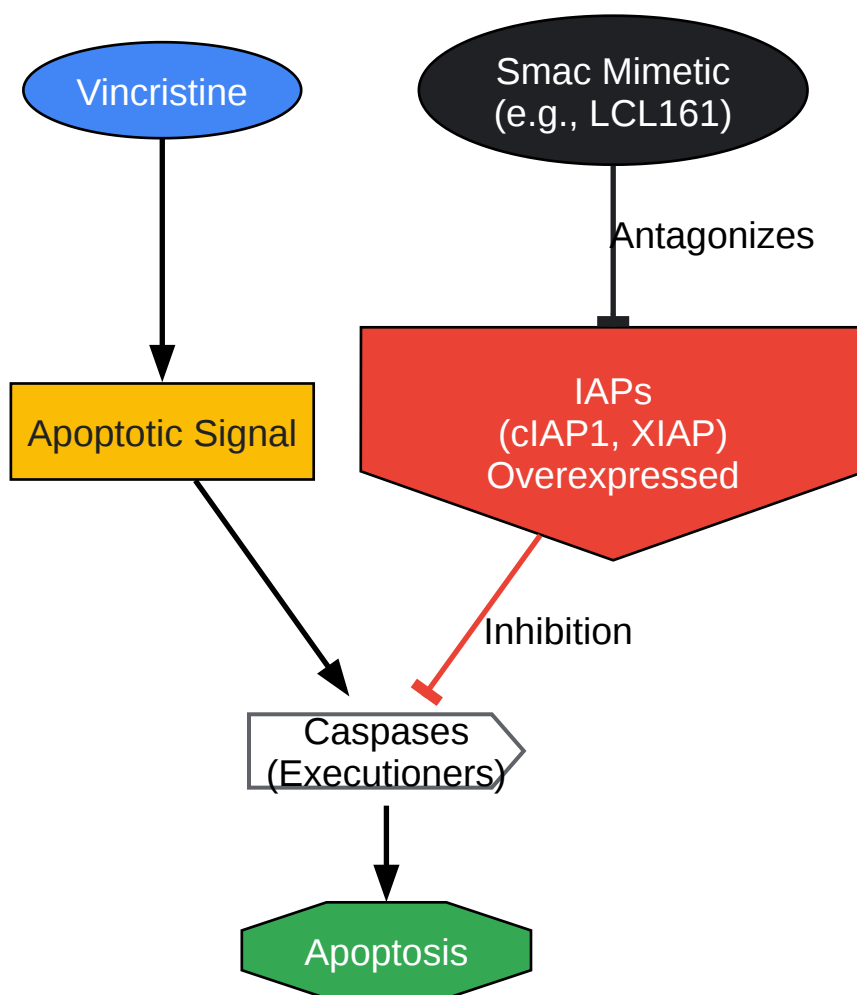 Vincristine
Smac Mimetic
(e.g., LCL161)
Antagonizes
Apoptotic Signal
IAPs
(cIAP1, XIAP)
Overexpressed
Inhibition
Caspases
(Executioners)
Apoptosis